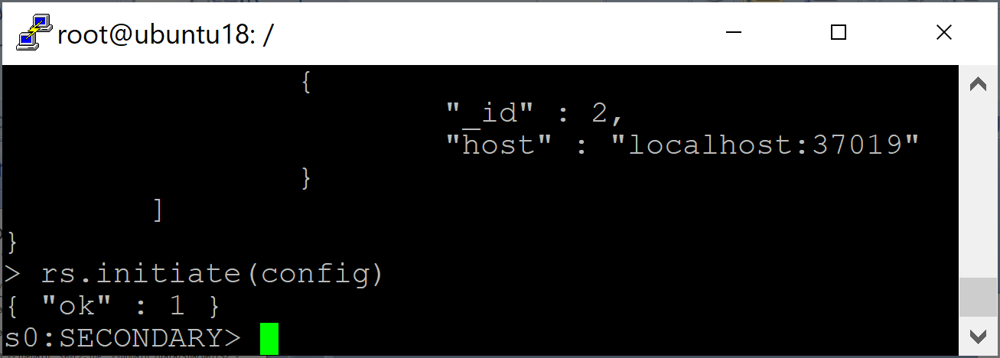 root@ubuntu18: /
{
"_id" : 2,
"host" : "localhost:37019"
}
]
}
> rs.initiate(config)
{ "ok" : 1 }
s0:SECONDARY>